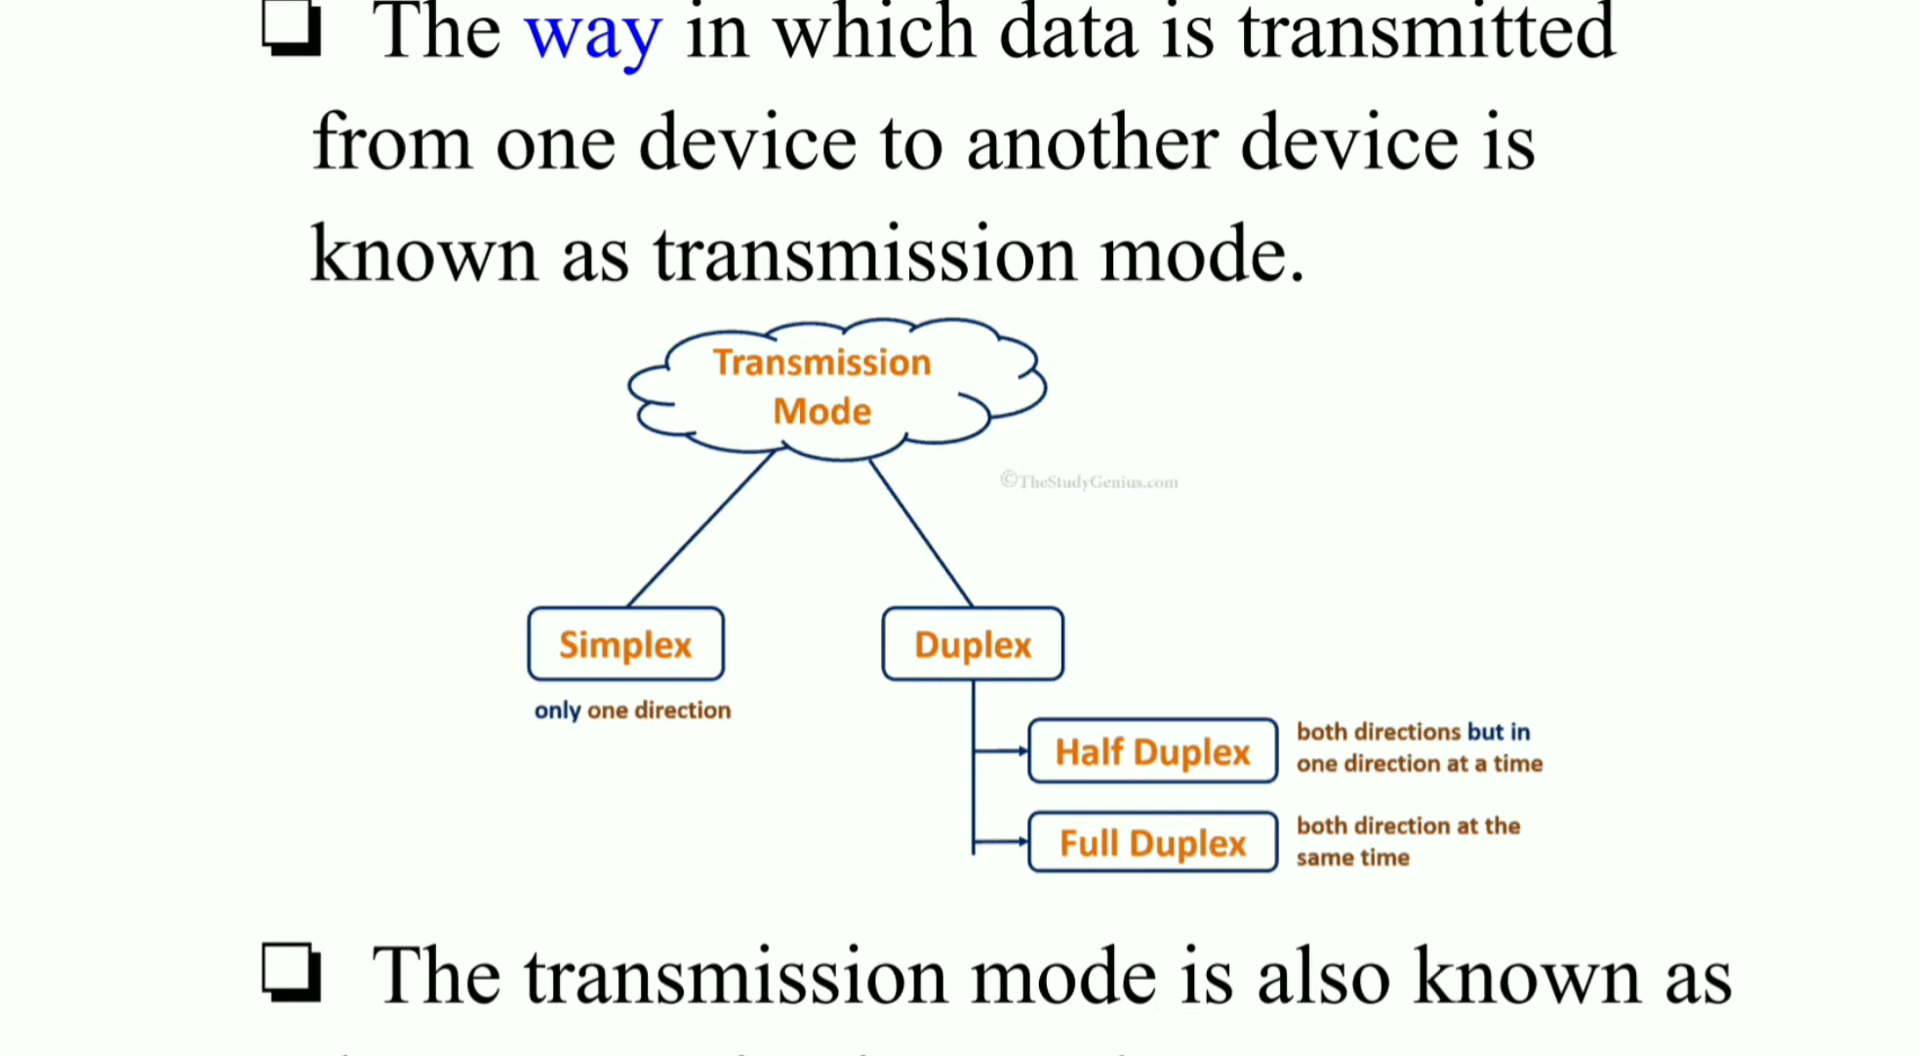 The way in which data is transmitted
from one device to another device is
known as transmission mode.
Transmission
Mode
©TheStudyGenius.com
Simplex
Duplex
only one direction
Half Duplex
both directions but in
one direction at a time
Full Duplex
both direction at the
same time
The transmission mode is also known as